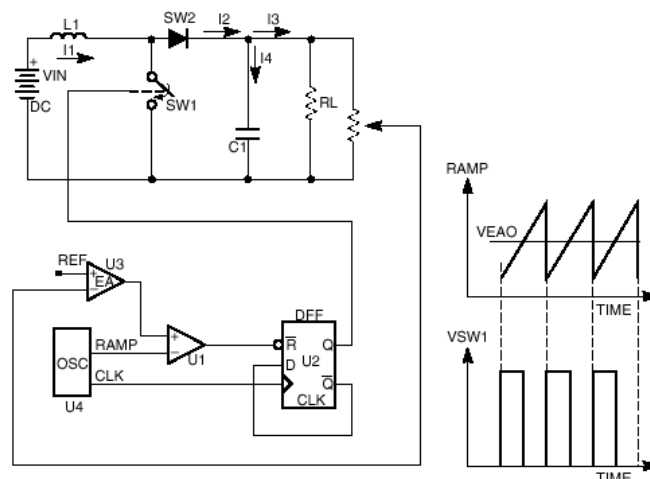 L1
SW2
I2
I3
I1
I4
+
VIN
DC
SW1
C1
RL
REF
+
U3
EA
−
DFF
+
−
U1
R
Q
D
U2
Q
CLK
OSC
RAMP
CLK
U4
RAMP
VEAO
TIME
VSW1
TIME